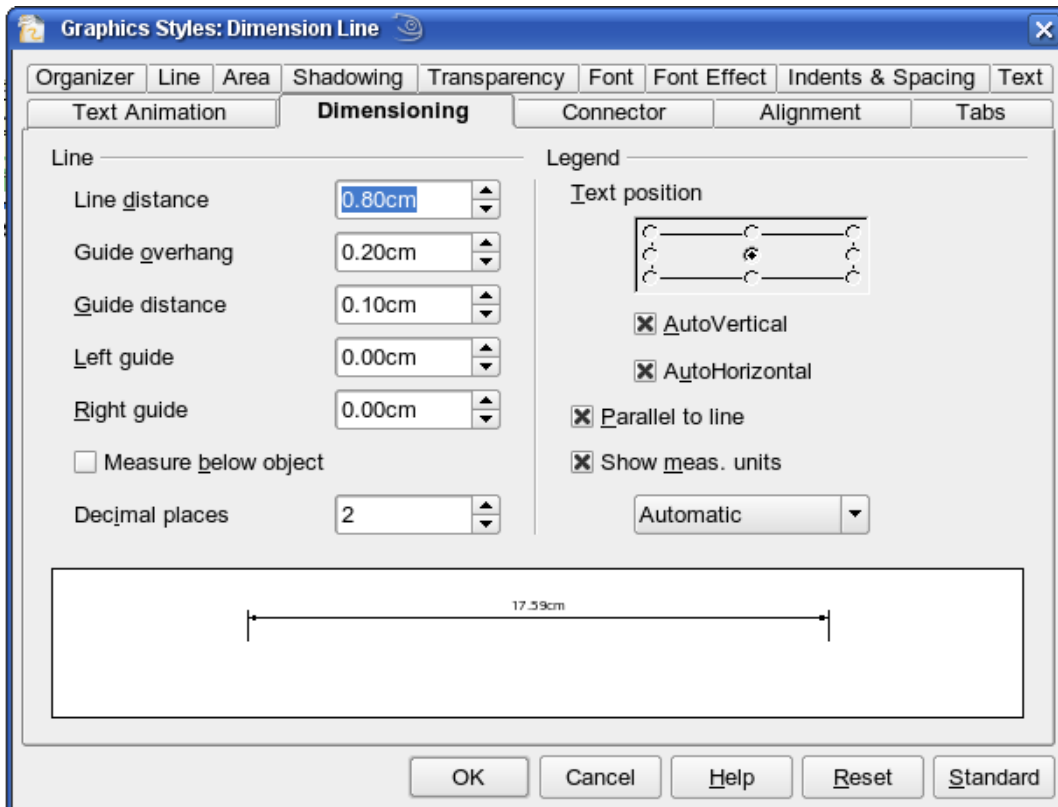 Graphics Styles: Dimension Line
Organizer Line Area Shadowing Transparency Font Font Effect Indents & Spacing Text
Text Animation Dimensioning Connector Alignment Tabs
Line
Line distance 0.80cm
Guide overhang 0.20cm
Guide distance 0.10cm
Left guide 0.00cm
Right guide 0.00cm
Measure below object
Decimal places 2
Legend
Text position
AutoVertical
AutoHorizontal
Parallel to line
Show meas. units
Automatic
17.59cm
OK Cancel Help Reset Standard